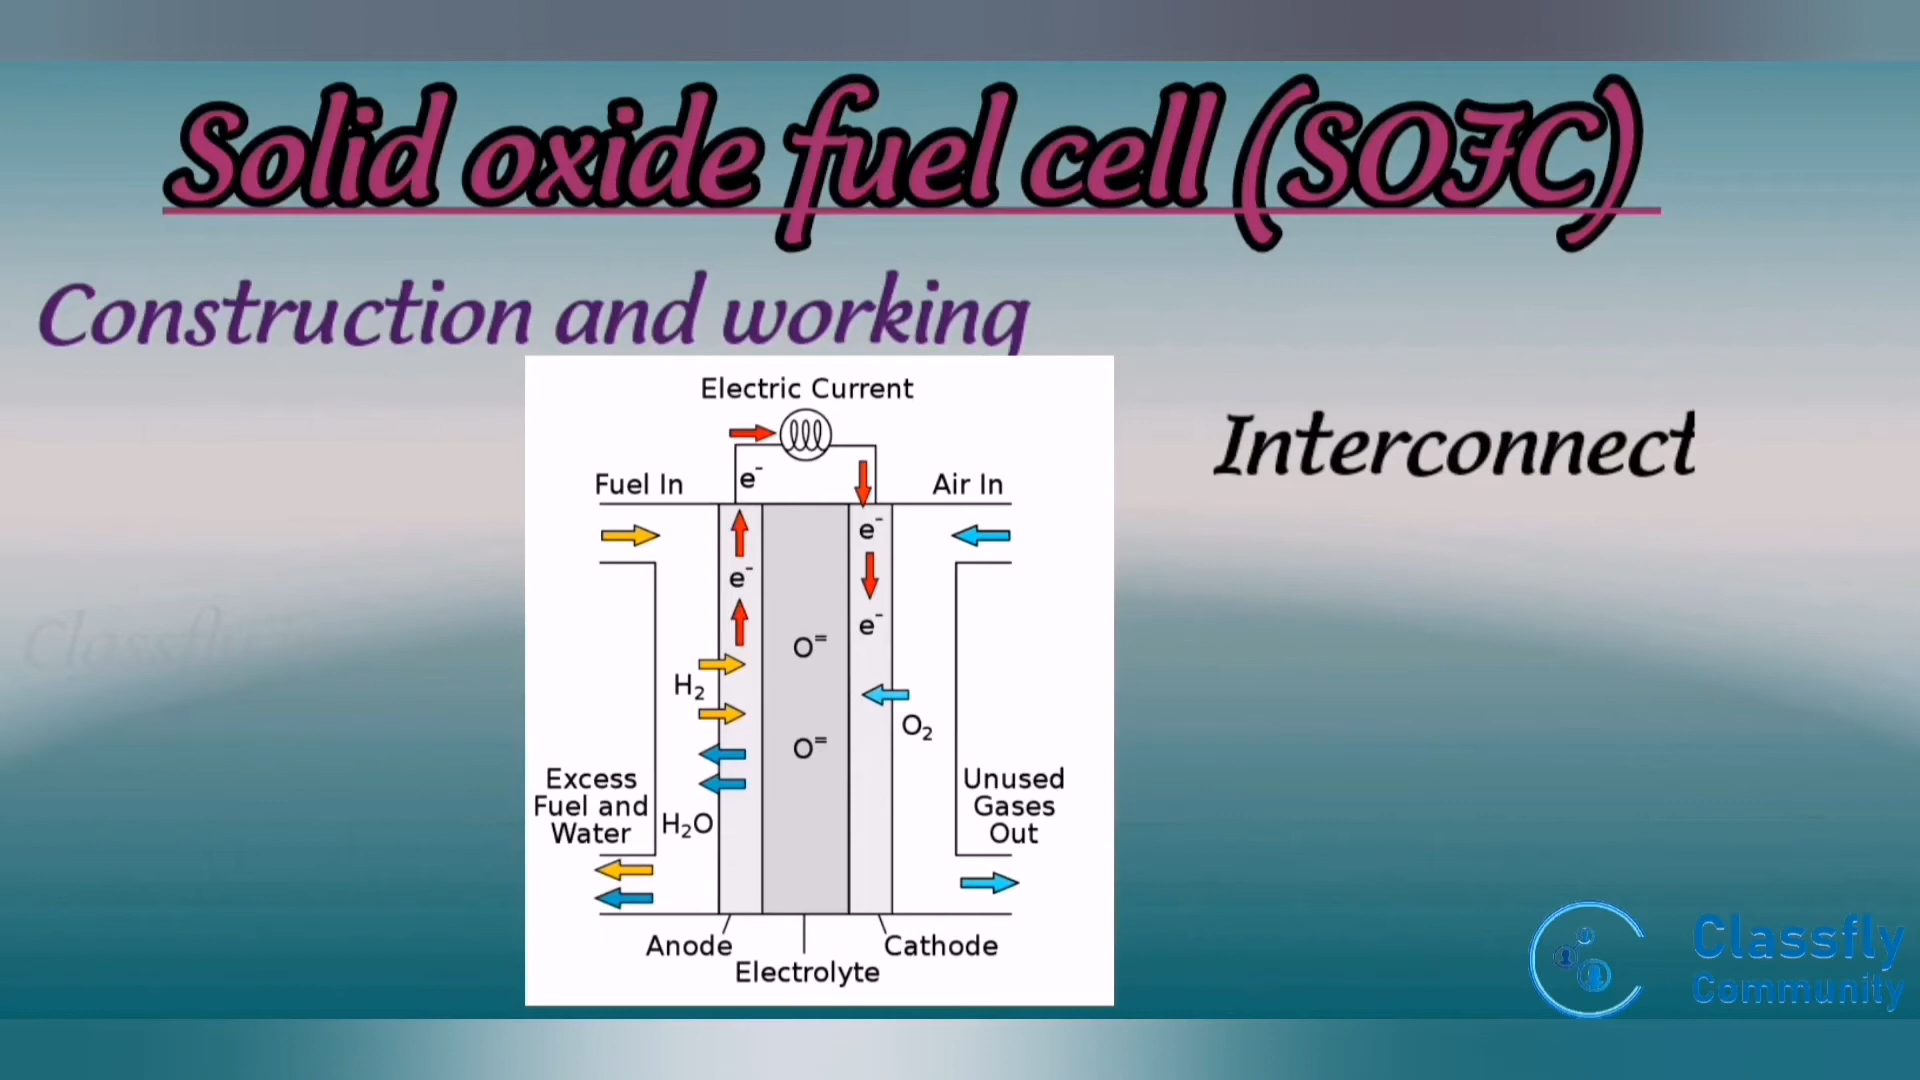 Solid oxide fuel cell (SOFC)
Construction and working
Interconnect
Electric Current
e⁻
Fuel In
Air In
e⁻
e⁻
e⁻
O⁼
H₂
O₂
O⁼
Excess
Fuel and
Water
H₂O
Unused
Gases
Out
Anode
Cathode
Electrolyte
Classfly
Classfly
Community